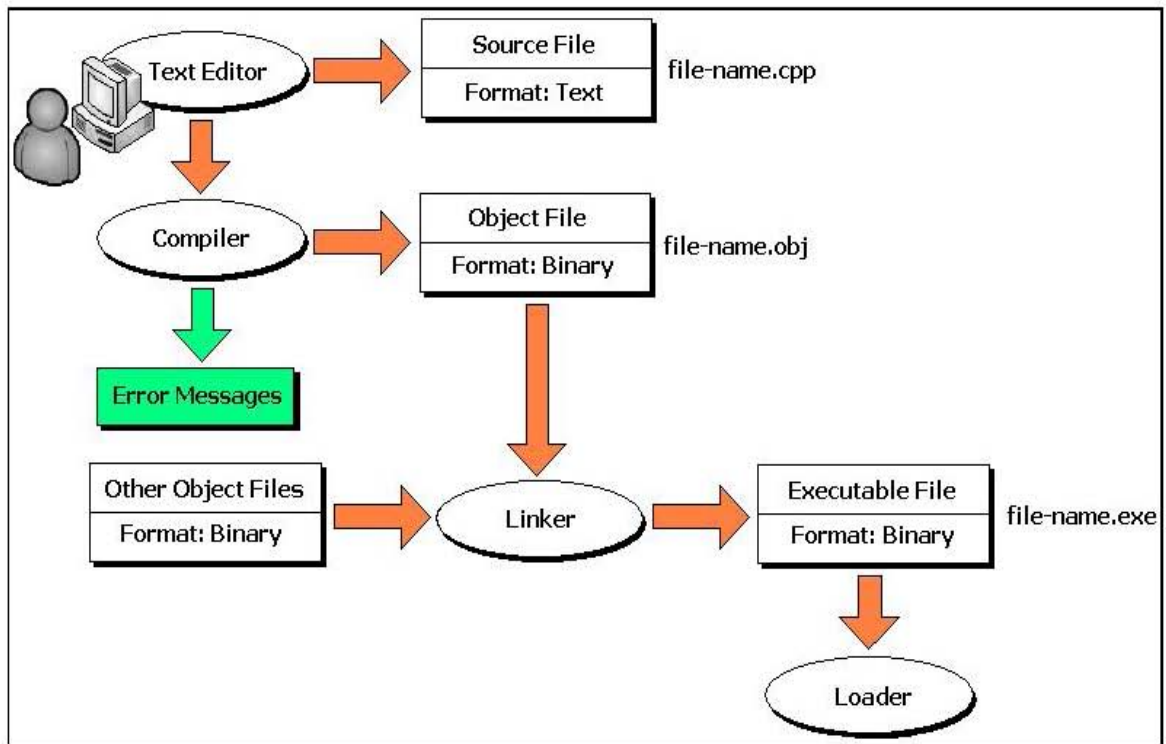 Text Editor
Source File
Format: Text
file-name.cpp
Compiler
Object File
Format: Binary
file-name.obj
Error Messages
Other Object Files
Format: Binary
Linker
Executable File
Format: Binary
file-name.exe
Loader